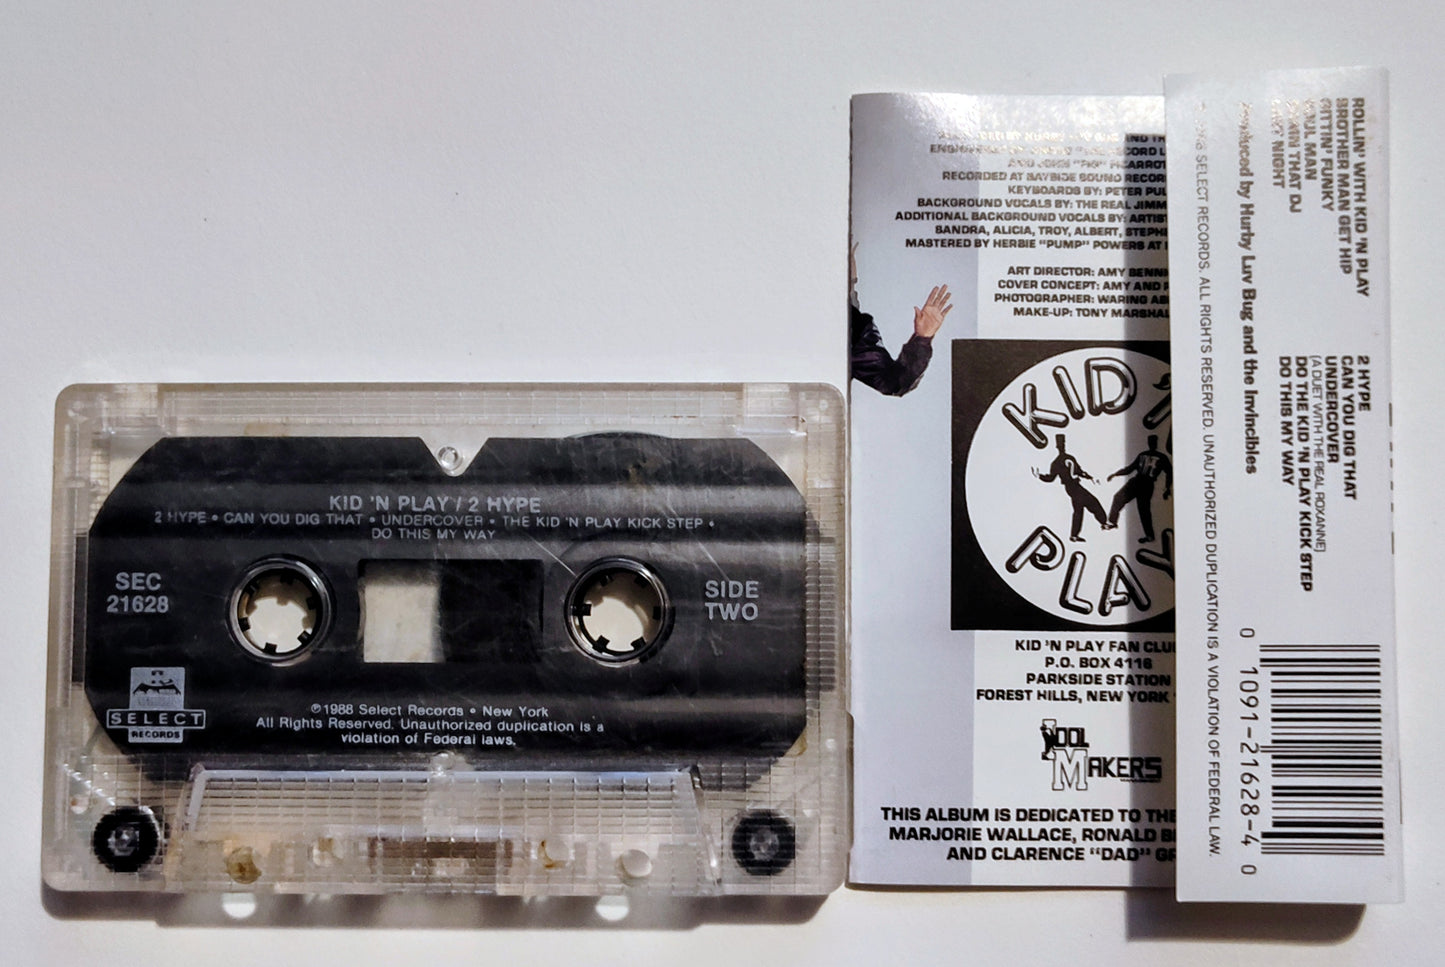 KID 'N PLAY / 2 HYPE
2 HYPE • CAN YOU DIG THAT • UNDERCOVER • THE KID 'N PLAY KICK STEP •
DO THIS MY WAY
SEC
21628
SIDE
TWO
SELECT
RECORDS
℗1988 Select Records • New York
All Rights Reserved. Unauthorized duplication is a
violation of Federal laws.
RECORDED AT BAYSIDE SOUND RECOR
KEYBOARDS BY: PETER PUL
BACKGROUND VOCALS BY: THE REAL JIMM
ADDITIONAL BACKGROUND VOCALS BY: ARTIS
SANDRA, ALICIA, TROY, ALBERT, STEPHE
MASTERED BY HERBIE "PUMP" POWERS AT
ART DIRECTOR: AMY BENN
COVER CONCEPT: AMY AND
PHOTOGRAPHER: WARING AB
MAKE-UP: TONY MARSHAL
KID 'N
PLAY
KID 'N PLAY FAN CLU
P.O. BOX 4116
PARKSIDE STATION
FOREST HILLS, NEW YORK
IDOL
MAKERS
THIS ALBUM IS DEDICATED TO THE
MARJORIE WALLACE, RONALD B
AND CLARENCE "DAD" GR
ROLLIN' WITH KID 'N PLAY
BROTHER MAN GET HIP
GITTIN' FUNKY
SOUL MAN
DAMN THAT DJ
LAST NIGHT
2 HYPE
CAN YOU DIG THAT
UNDERCOVER
[A DUET WITH THE REAL ROXANNE]
DO THE KID 'N PLAY KICK STEP
DO THIS MY WAY
Produced by Hurby Luv Bug and the Invincibles
SELECT RECORDS. ALL RIGHTS RESERVED. UNAUTHORIZED DUPLICATION IS A VIOLATION OF FEDERAL LAW.
0 1091-21628-4 0